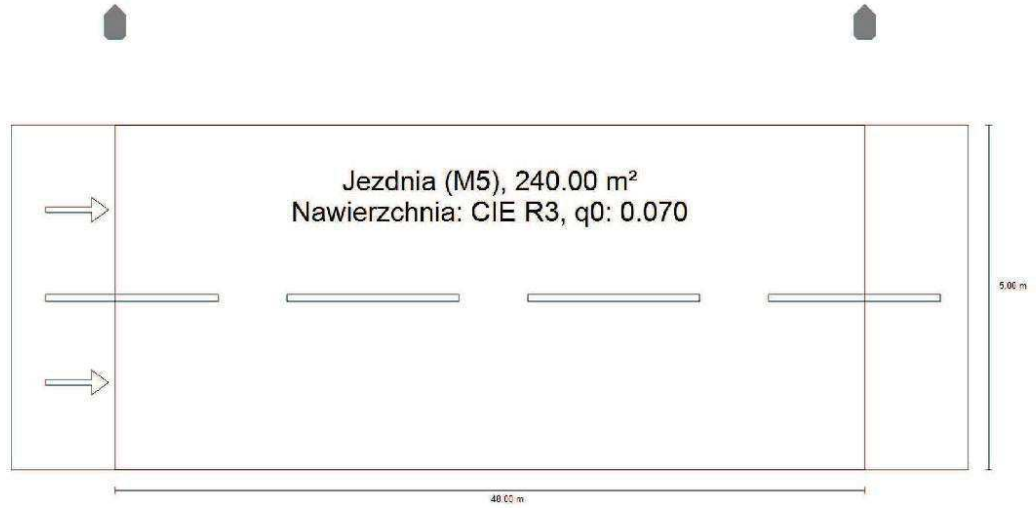 Jezdnia (M5), 240.00 m²
Nawierzchnia: CIE R3, q0: 0.070
5.00 m
48.00 m